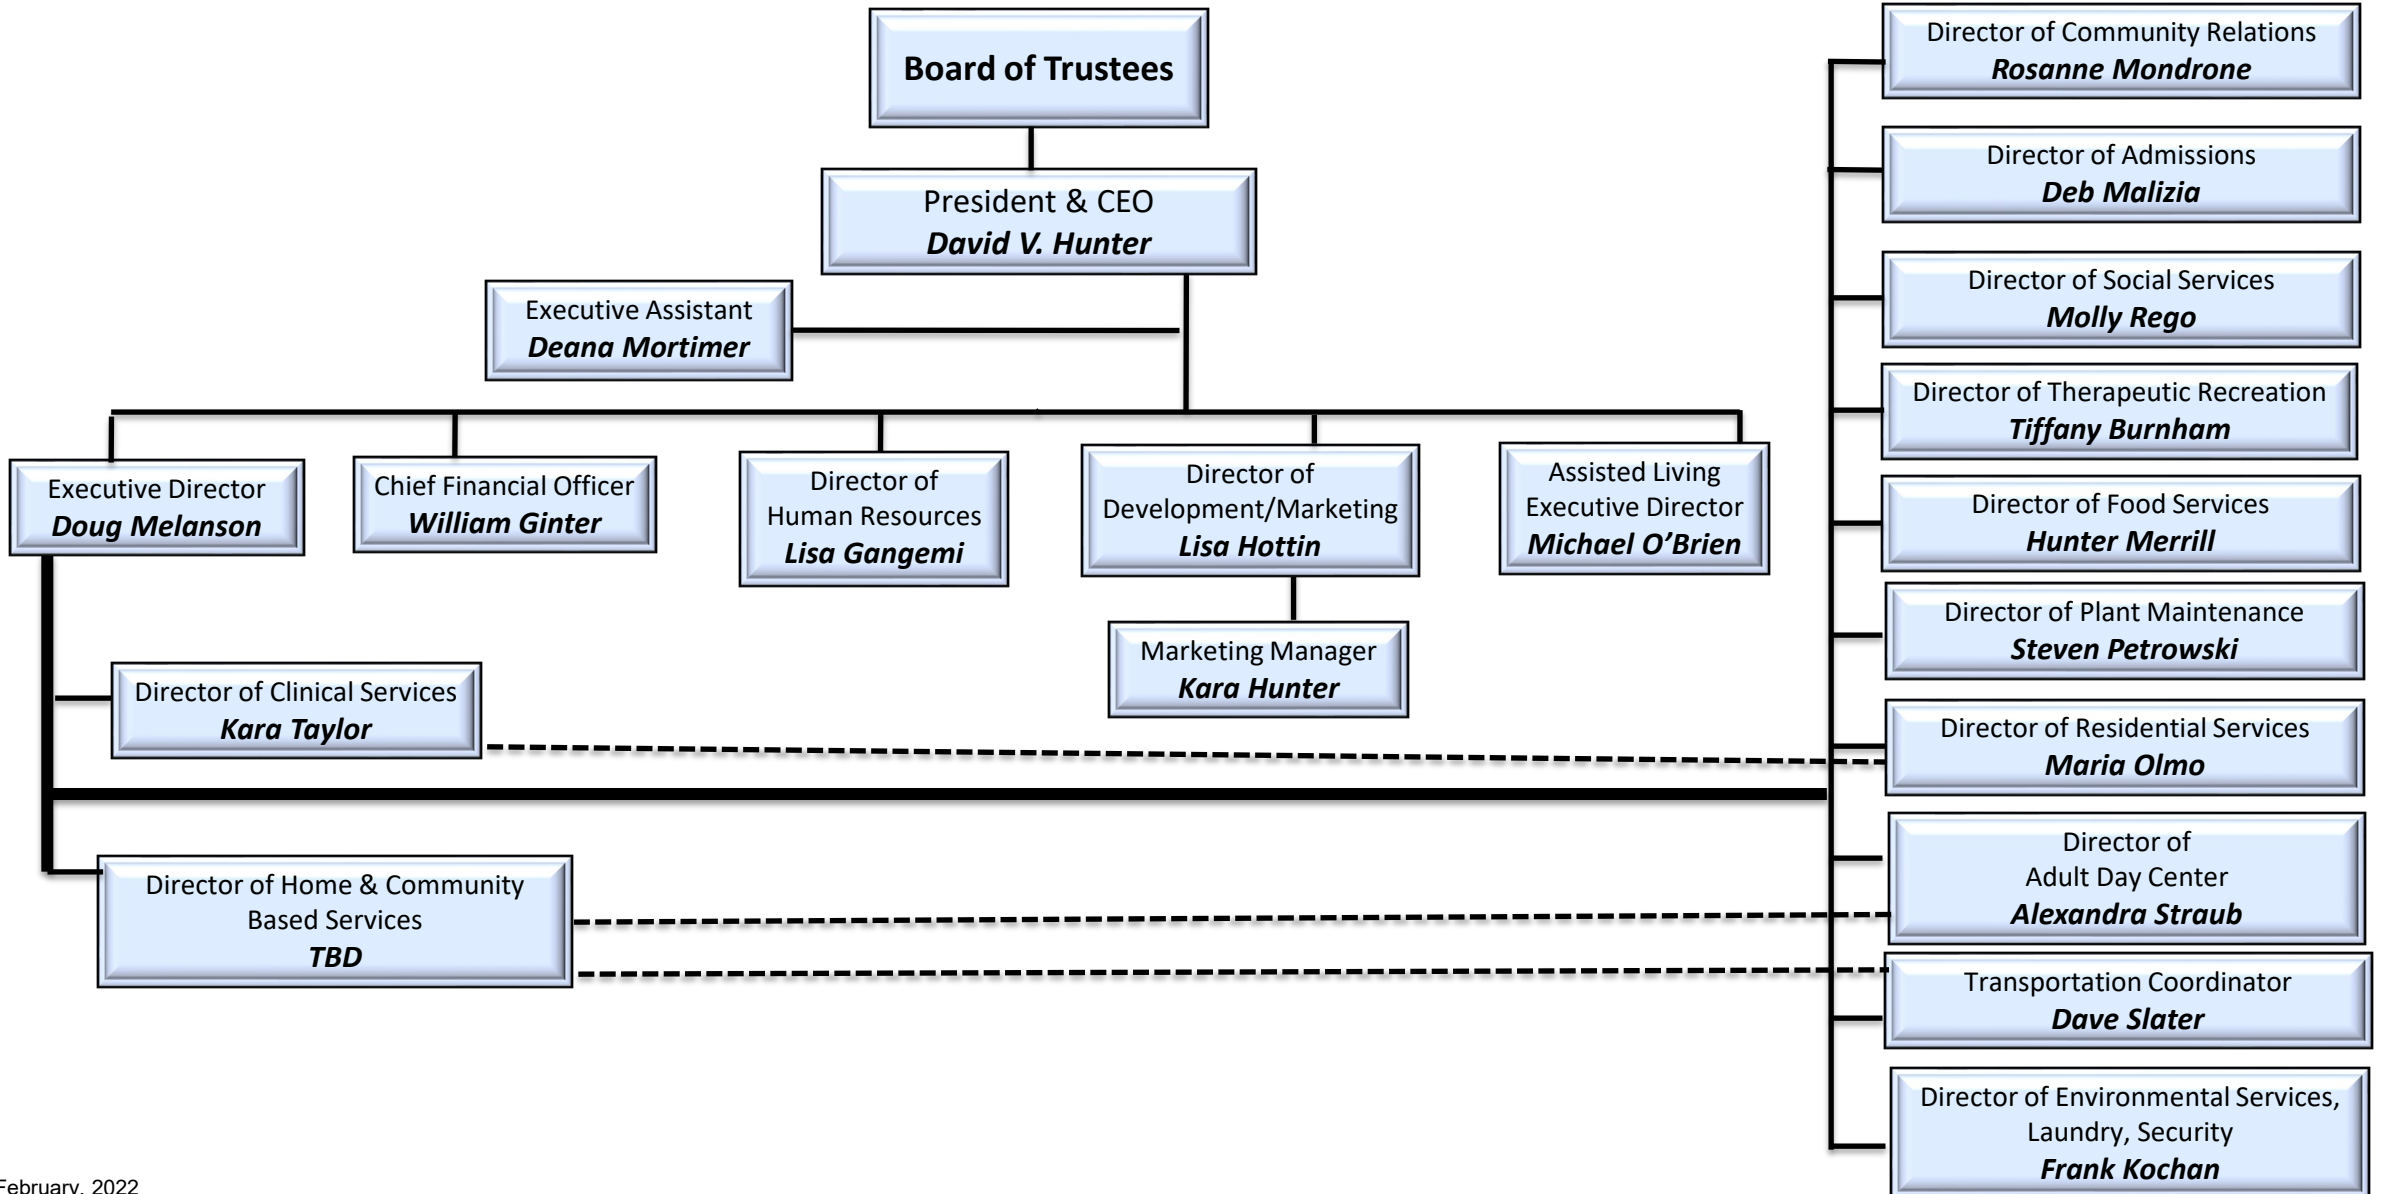 Board of Trustees
President & CEO
David V. Hunter
Executive Assistant
Deana Mortimer
Executive Director
Doug Melanson
Chief Financial Officer
William Ginter
Director of
Human Resources
Lisa Gangemi
Director of
Development/Marketing
Lisa Hottin
Assisted Living
Executive Director
Michael O’Brien
Marketing Manager
Kara Hunter
Director of Clinical Services
Kara Taylor
Director of Home & Community
Based Services
TBD
Director of Community Relations
Rosanne Mondrone
Director of Admissions
Deb Malizia
Director of Social Services
Molly Rego
Director of Therapeutic Recreation
Tiffany Burnham
Director of Food Services
Hunter Merrill
Director of Plant Maintenance
Steven Petrowski
Director of Residential Services
Maria Olmo
Director of
Adult Day Center
Alexandra Straub
Transportation Coordinator
Dave Slater
Director of Environmental Services,
Laundry, Security
Frank Kochan
February, 2022